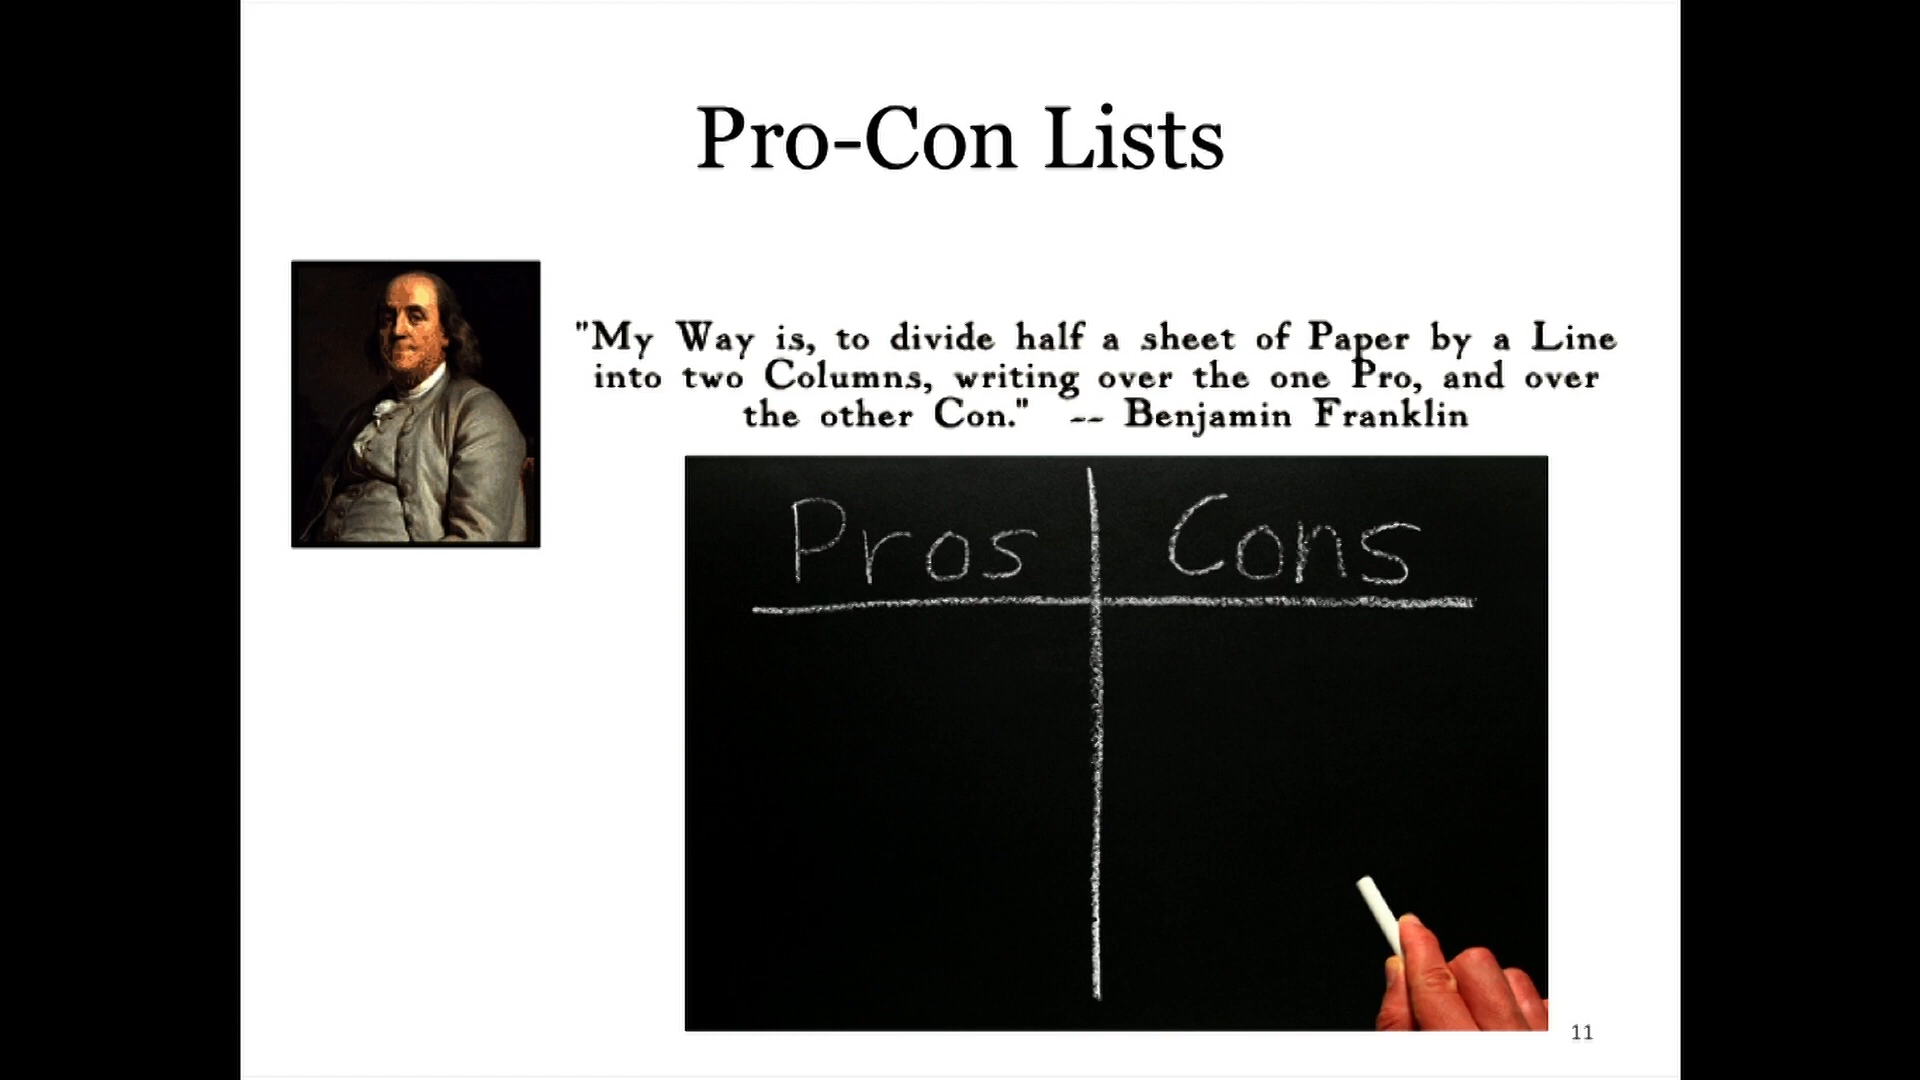 Pro-Con Lists
"My Way is, to divide half a sheet of Paper by a Line
into two Columns, writing over the one Pro, and over
the other Con." -- Benjamin Franklin
Pros Cons
11